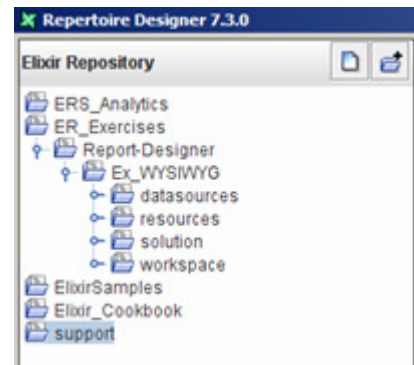 Repertoire Designer 7.3.0
Elixir Repository
ERS_Analytics
ER_Exercises
Report-Designer
Ex_WYSIWYG
datasources
resources
solution
workspace
ElixirSamples
Elixir_Cookbook
support